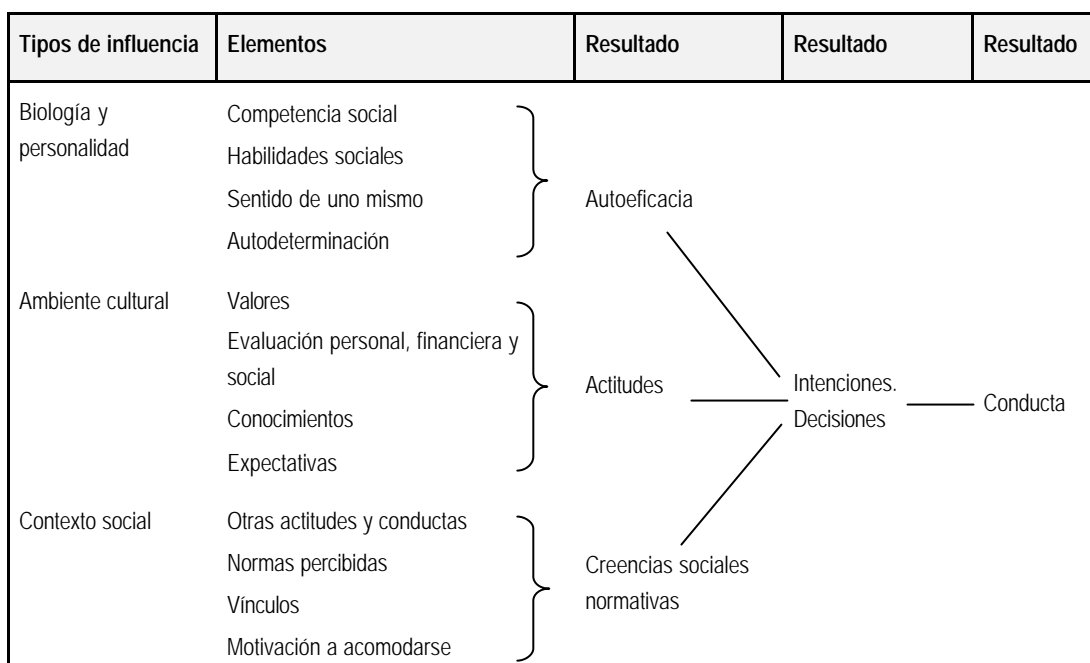 Tipos de influencia Elementos Resultado Resultado Resultado
Biología y
personalidad
Competencia social
Habilidades sociales
Sentido de uno mismo
Autodeterminación
Autoeficacia
Ambiente cultural
Valores
Evaluación personal, financiera y
social
Conocimientos
Expectativas
Actitudes
Intenciones.
Decisiones
Conducta
Contexto social
Otras actitudes y conductas
Normas percibidas
Vínculos
Motivación a acomodarse
Creencias sociales
normativas